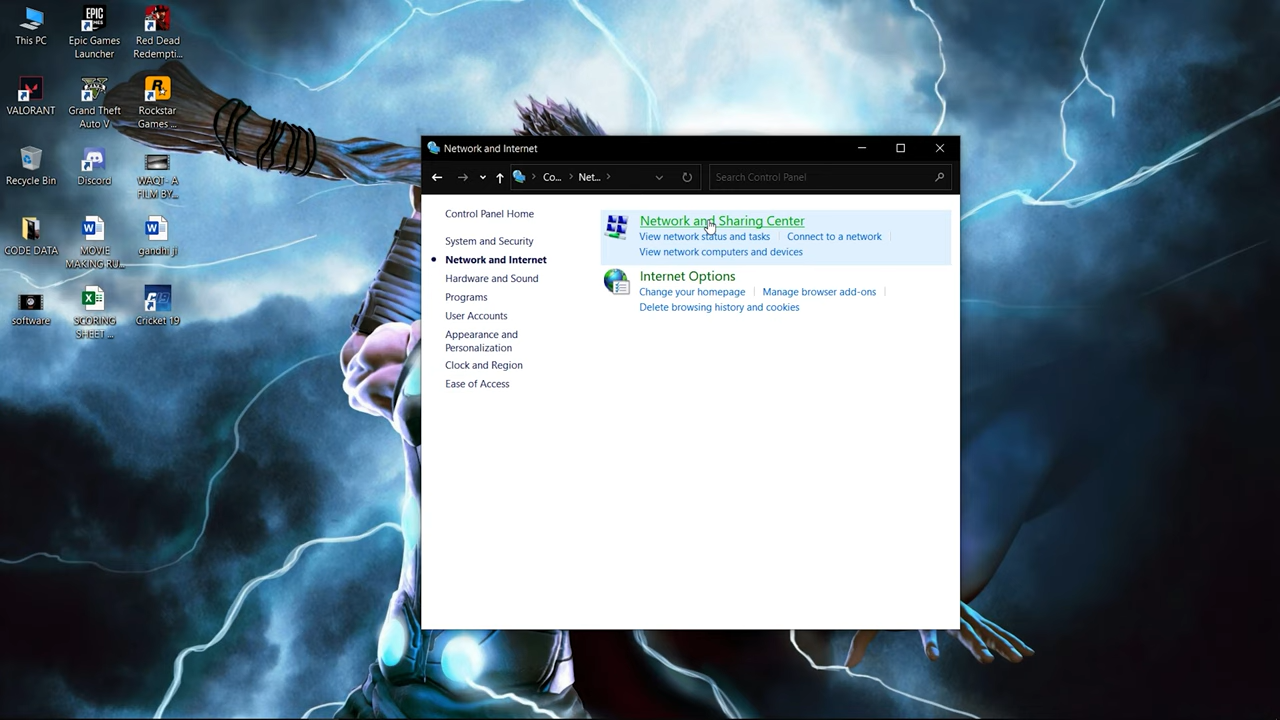 This PC
Epic Games
Launcher
Red Dead
Redempti...
VALORANT
Grand Theft
Auto V
Rockstar
Games ...
Recycle Bin
Discord
WAQT- A
FILM BY...
CODE DATA
MOVIE
MAKING RU...
gandhi ji
software
SCORING
SHEET ...
Cricket 19
Network and Internet
Co... Net...
Search Control Panel
Control Panel Home
System and Security
Network and Internet
Hardware and Sound
Programs
User Accounts
Appearance and
Personalization
Clock and Region
Ease of Access
Network and Sharing Center
View network status and tasks Connect to a network
View network computers and devices
Internet Options
Change your homepage Manage browser add-ons
Delete browsing history and cookies